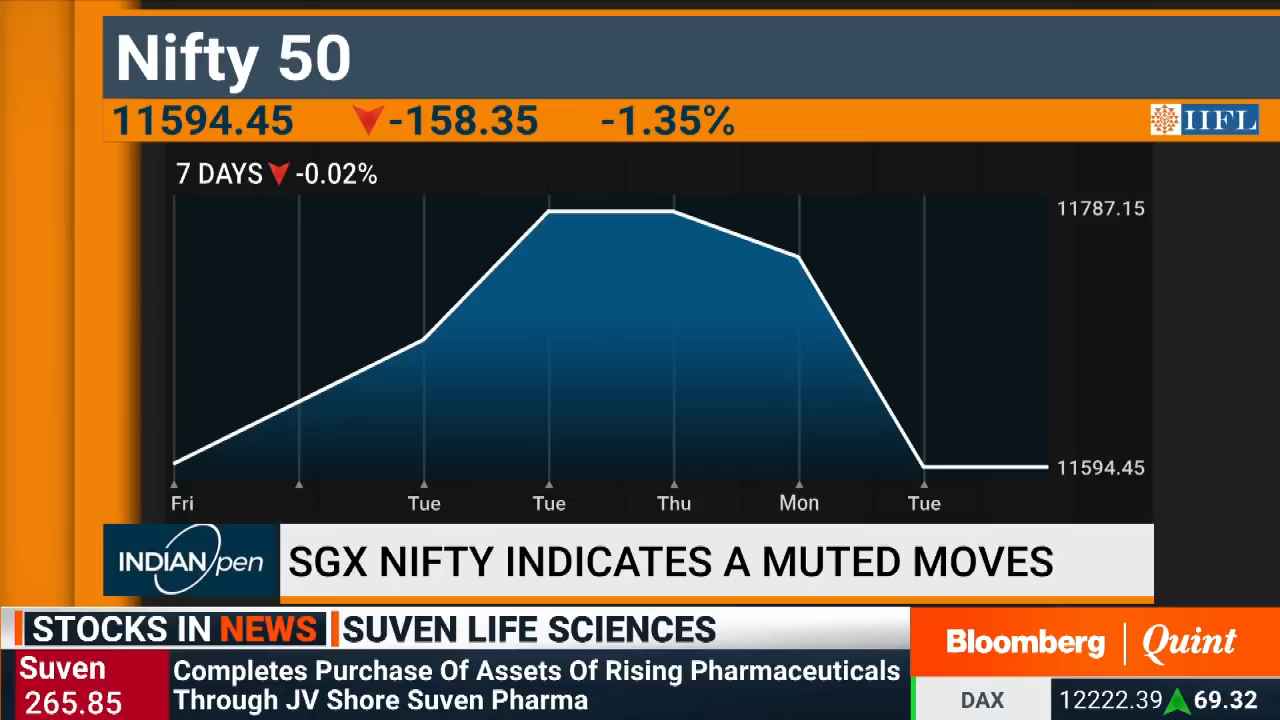 Nifty 50
11594.45 -158.35 -1.35%
IIFL
7 DAYS -0.02%
11787.15
11594.45
Fri Tue Tue Thu Mon Tue
INDIAN pen
SGX NIFTY INDICATES A MUTED MOVES
STOCKS IN NEWS SUVEN LIFE SCIENCES
Suven
265.85
Completes Purchase Of Assets Of Rising Pharmaceuticals
Through JV Shore Suven Pharma
Bloomberg | Quint
DAX 12222.39 69.32